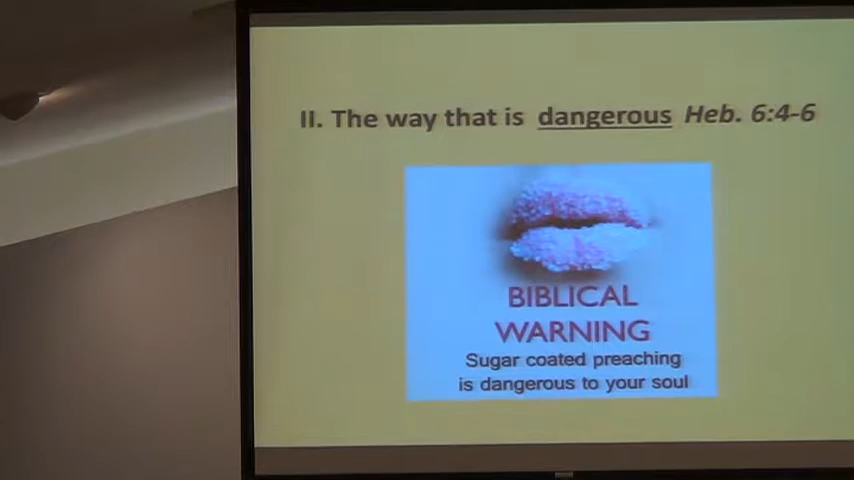 II. The way that is dangerous Heb. 6:4-6
BIBLICAL
WARNING
Sugar coated preaching
is dangerous to your soul